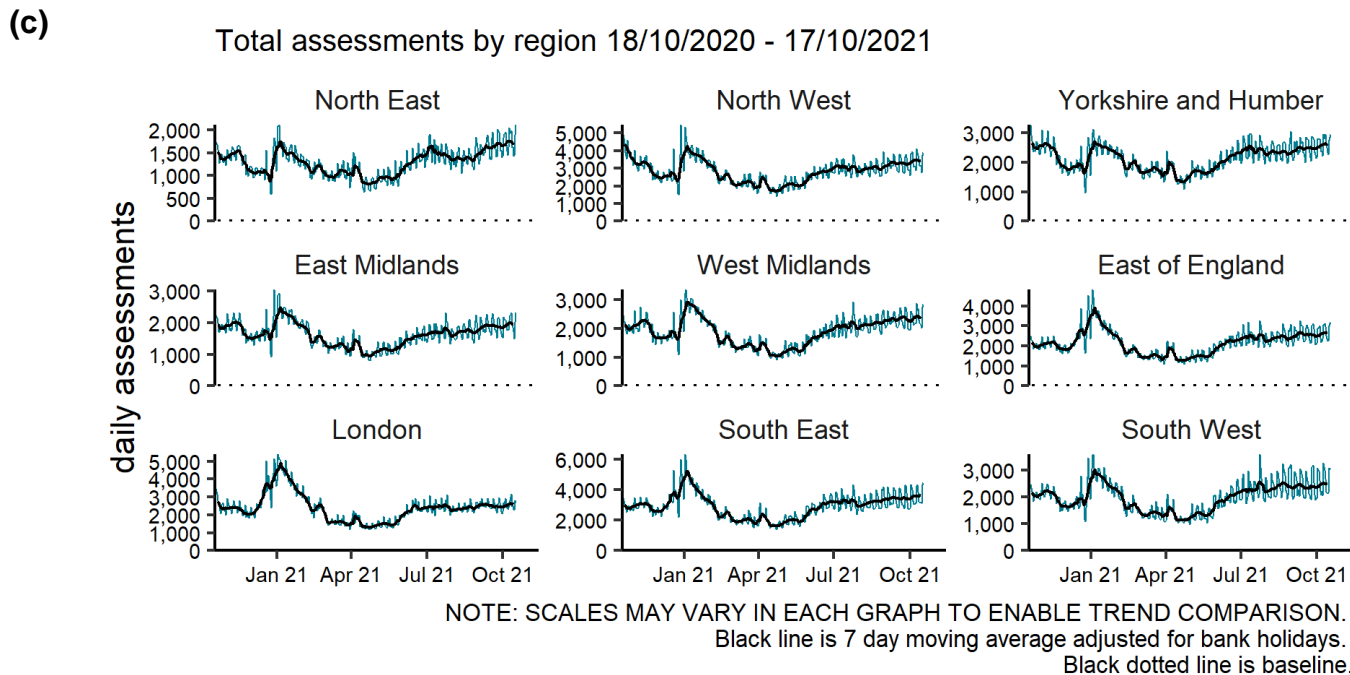 (c)
Total assessments by region 18/10/2020 - 17/10/2021
daily assessments
North East
2,000
1,500
1,000
500
0
North West
5,000
4,000
3,000
2,000
1,000
0
Yorkshire and Humber
3,000
2,000
1,000
0
East Midlands
3,000
2,000
1,000
0
West Midlands
3,000
2,000
1,000
0
East of England
4,000
3,000
2,000
1,000
0
London
5,000
4,000
3,000
2,000
1,000
0
Jan 21 Apr 21 Jul 21 Oct 21
South East
6,000
4,000
2,000
0
Jan 21 Apr 21 Jul 21 Oct 21
South West
3,000
2,000
1,000
0
Jan 21 Apr 21 Jul 21 Oct 21
NOTE: SCALES MAY VARY IN EACH GRAPH TO ENABLE TREND COMPARISON.
Black line is 7 day moving average adjusted for bank holidays.
Black dotted line is baseline.